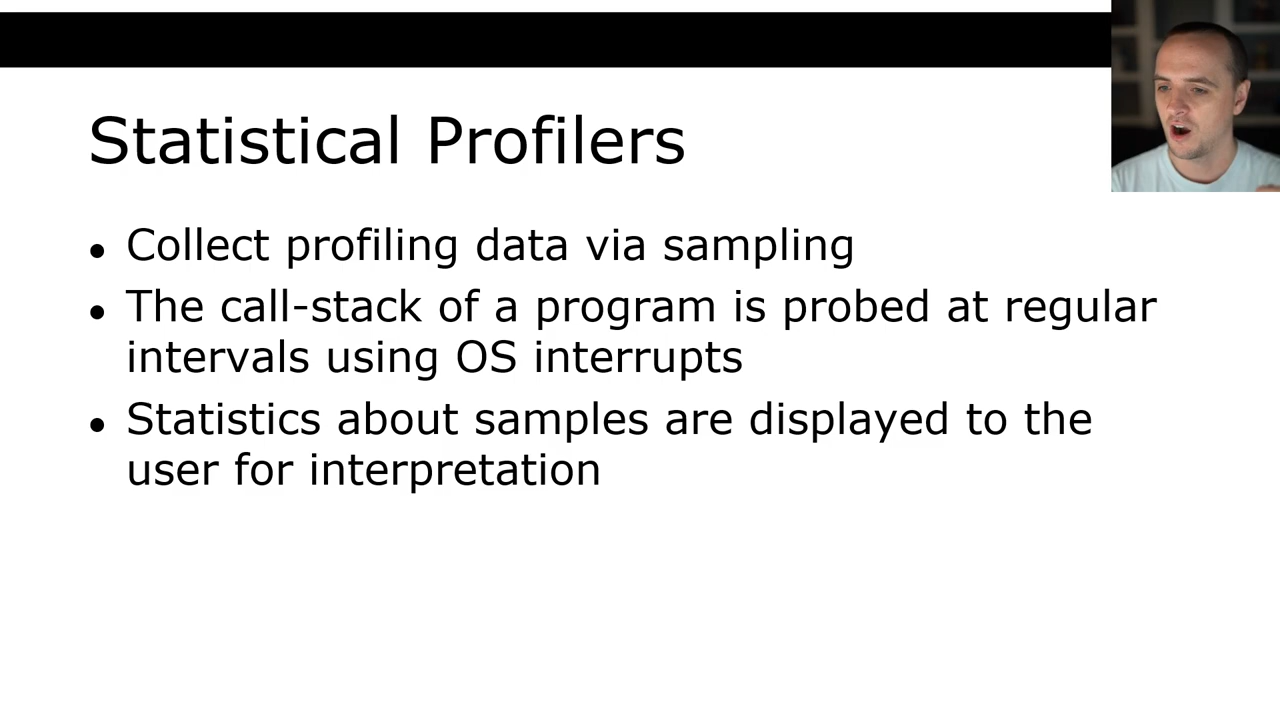 Statistical Profilers
• Collect profiling data via sampling
• The call-stack of a program is probed at regular
intervals using OS interrupts
• Statistics about samples are displayed to the
user for interpretation